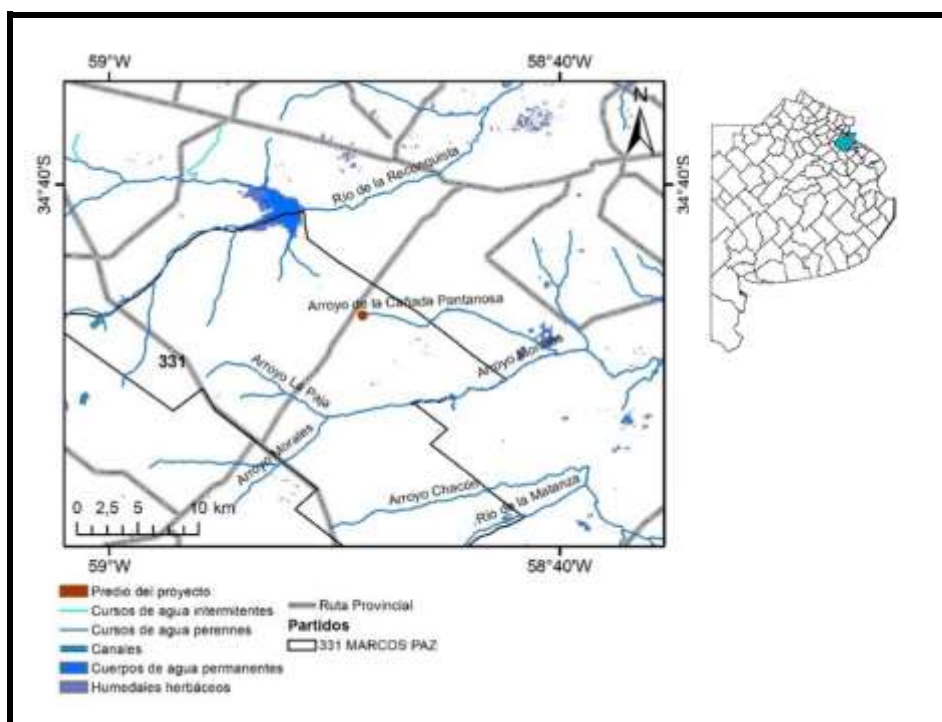 59°W
58°40'W
N
34°40'S
34°40'S
Río de la Reconquista
Arroyo de la Cañada Pantanosa
Arroyo Morales
331
Arroyo La Paja
Arroyo Morales
Arroyo Chacón
Río de la Matanza
0 2,5 5 10 km
59°W
58°40'W
Predio del proyecto
Cursos de agua intermitentes
Cursos de agua perennes
Canales
Cuerpos de agua permanentes
Humedales herbáceos
Ruta Provincial
Partidos
331 MARCOS PAZ